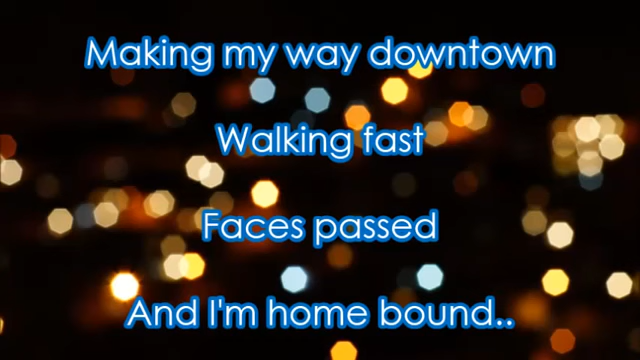 Making my way downtown
Walking fast
Faces passed
And I'm home bound..